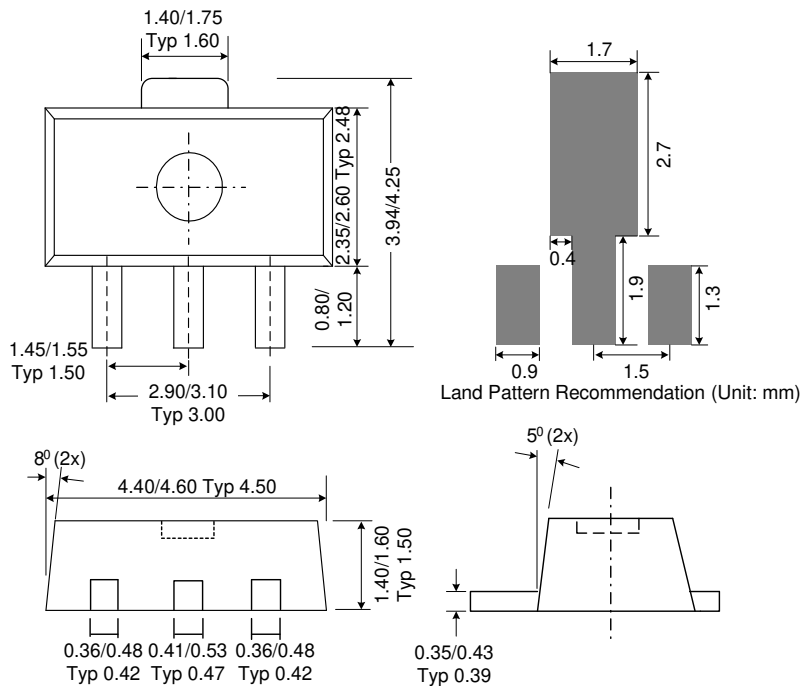 1.40/1.75
Typ 1.60
2.35/2.60 Typ 2.48
3.94/4.25
0.80/
1.20
1.45/1.55
Typ 1.50
2.90/3.10
Typ 3.00
1.7
2.7
0.4
1.9
1.3
0.9
1.5
Land Pattern Recommendation (Unit: mm)
8⁰ (2x)
4.40/4.60 Typ 4.50
1.40/1.60
Typ 1.50
0.36/0.48 0.41/0.53 0.36/0.48
Typ 0.42 Typ 0.47 Typ 0.42
5⁰ (2x)
0.35/0.43
Typ 0.39